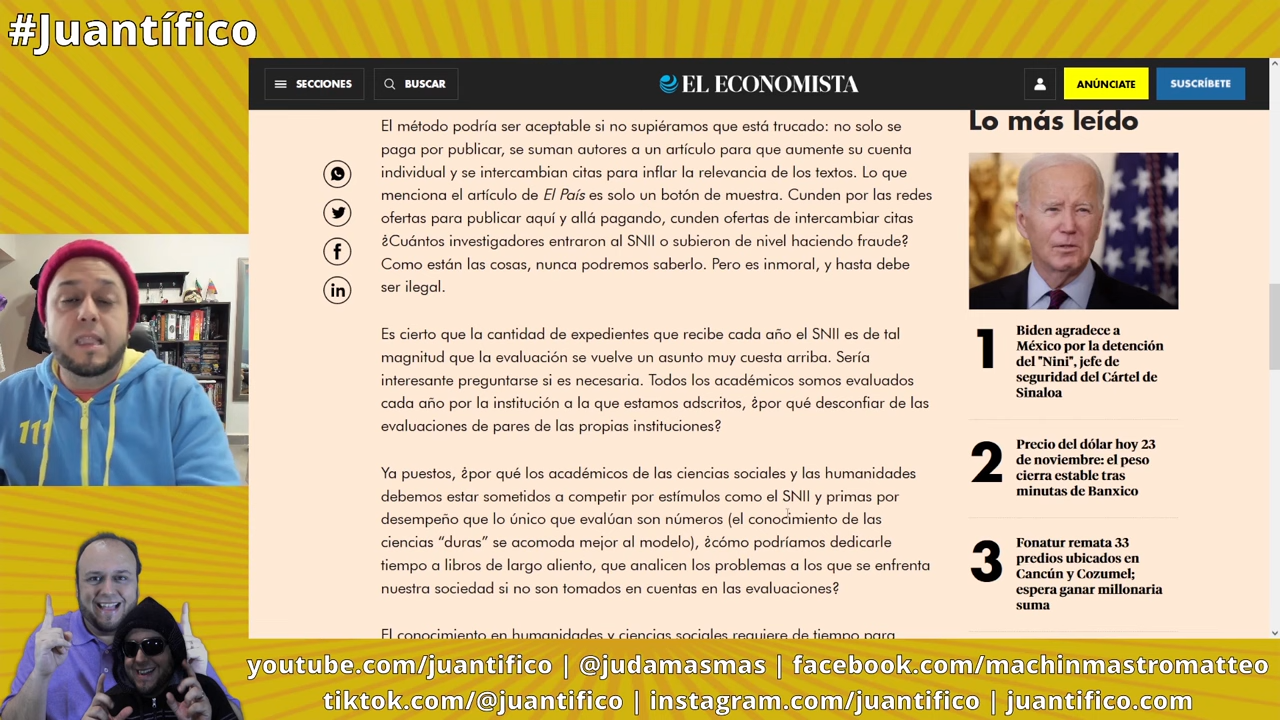 #Juantífico
SECCIONES
BUSCAR
EL ECONOMISTA
ANÚNCIATE
SUSCRÍBETE
El método podría ser aceptable si no supiéramos que está trucado: no solo se
paga por publicar, se suman autores a un artículo para que aumente su cuenta
individual y se intercambian citas para inflar la relevancia de los textos. Lo que
menciona el artículo de El País es solo un botón de muestra. Cunden por las redes
ofertas para publicar aquí y allá pagando, cunden ofertas de intercambiar citas
¿Cuántos investigadores entraron al SNII o subieron de nivel haciendo fraude?
Como están las cosas, nunca podremos saberlo. Pero es inmoral, y hasta debe
ser ilegal.
Es cierto que la cantidad de expedientes que recibe cada año el SNII es de tal
magnitud que la evaluación se vuelve un asunto muy cuesta arriba. Sería
interesante preguntarse si es necesaria. Todos los académicos somos evaluados
cada año por la institución a la que estamos adscritos, ¿por qué desconfiar de las
evaluaciones de pares de las propias instituciones?
Ya puestos, ¿por qué los académicos de las ciencias sociales y las humanidades
debemos estar sometidos a competir por estímulos como el SNII y primas por
desempeño que lo único que evalúan son números (el conocimiento de las
ciencias “duras” se acomoda mejor al modelo), ¿cómo podríamos dedicarle
tiempo a libros de largo aliento, que analicen los problemas a los que se enfrenta
nuestra sociedad si no son tomados en cuentas en las evaluaciones?
El conocimiento en humanidades y ciencias sociales requiere de tiempo para
Lo más leído
1
Biden agradece a
México por la detención
del "Nini", jefe de
seguridad del Cártel de
Sinaloa
2
Precio del dólar hoy 23
de noviembre: el peso
cierra estable tras
minutas de Banxico
3
Fonatur remata 33
predios ubicados en
Cancún y Cozumel;
espera ganar millonaria
suma
111
youtube.com/juantifico | @judamasmas | facebook.com/machinmastromatteo
tiktok.com/@juantifico | instagram.com/juantifico | juantifico.com